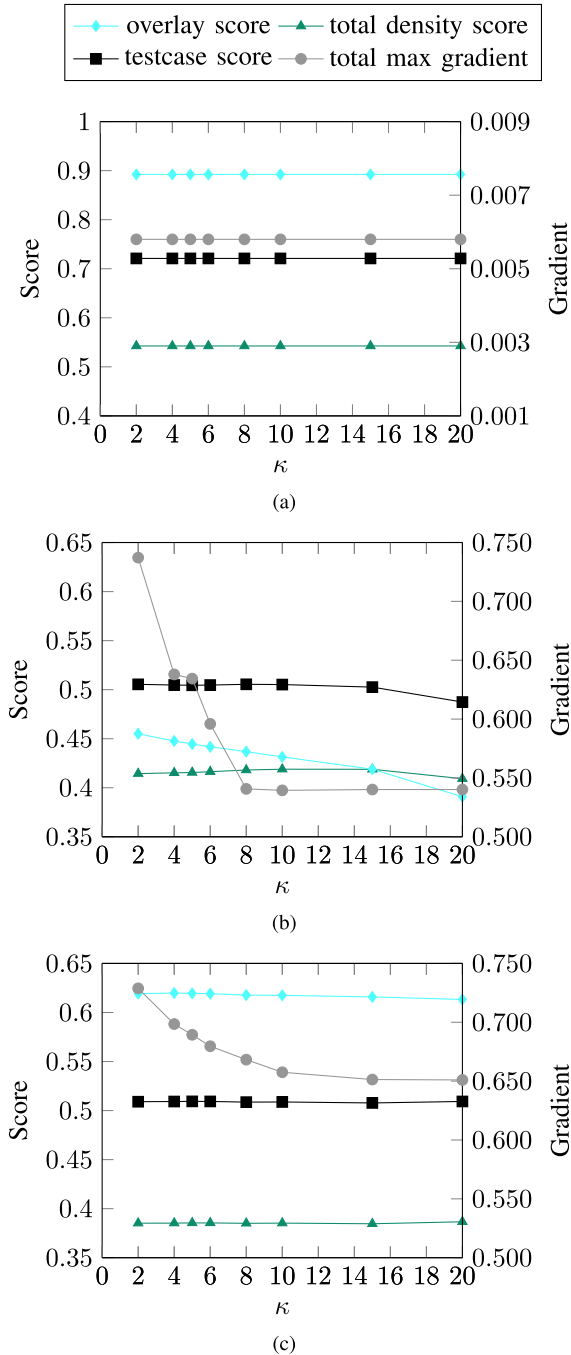 overlay score total density score
testcase score total max gradient
1 0.009
0.9
0.8 0.007
0.7 0.005
0.6
0.5 0.003
0.4 0.001
0 2 4 6 8 10 12 14 16 18 20
Score
Gradient
κ
(a)
0.65 0.750
0.6 0.700
0.55 0.650
0.5
0.45 0.600
0.4 0.550
0.35 0.500
0 2 4 6 8 10 12 14 16 18 20
Score
Gradient
κ
(b)
0.65 0.750
0.6 0.700
0.55 0.650
0.5 0.600
0.45
0.4 0.550
0.35 0.500
0 2 4 6 8 10 12 14 16 18 20
Score
Gradient
κ
(c)